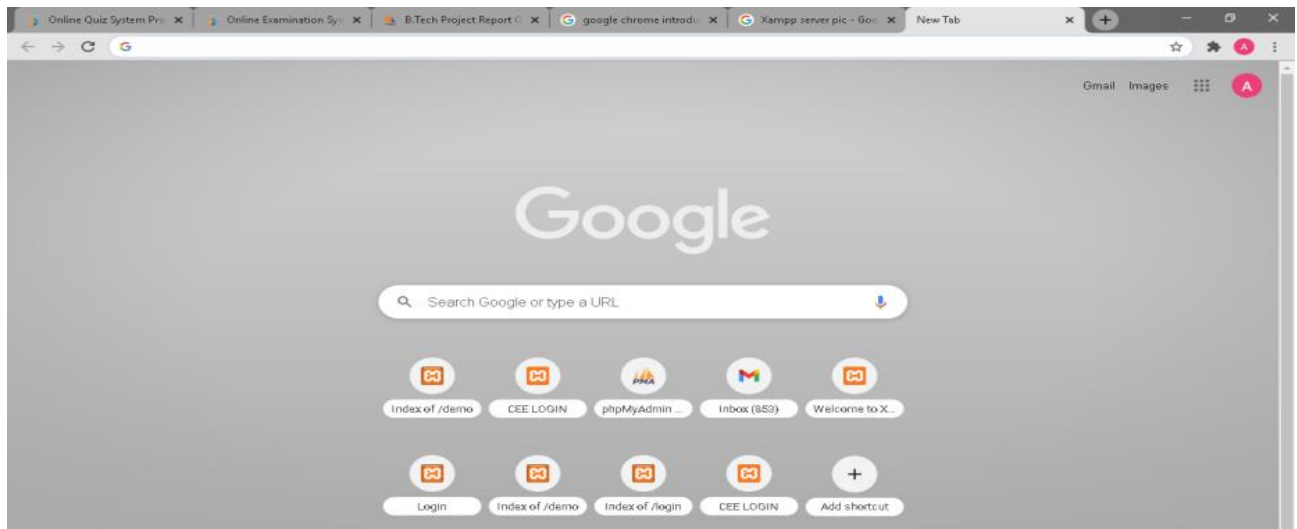 Online Quiz System Pro
Online Examination Sys
B.Tech Project Report C
google chrome introdu
Xampp server pic - Goo
New Tab
G
A
Gmail Images
A
Google
Search Google or type a URL
PMA
Index of /demo
CEE LOGIN
phpMyAdmin ...
Inbox (853)
Welcome to X...
Login
Index of /demo
Index of /login
CEE LOGIN
Add shortcut